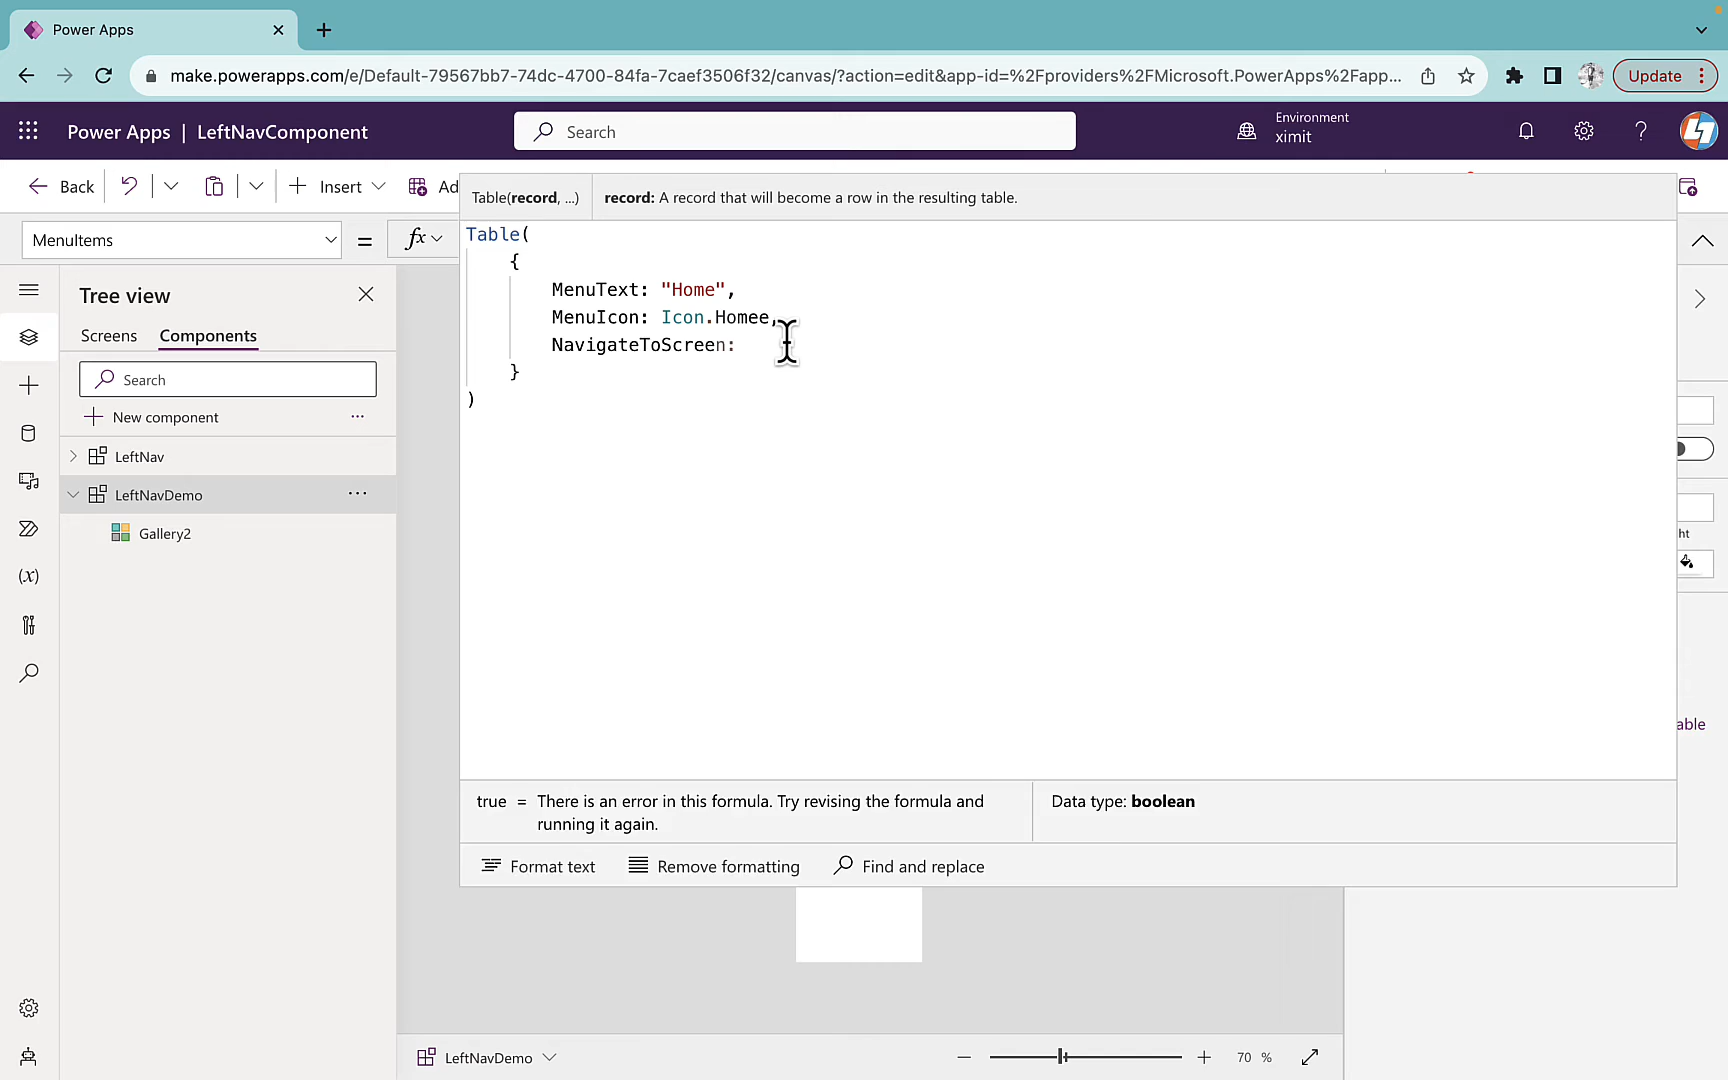 Power Apps
make.powerapps.com/e/Default-79567bb7-74dc-4700-84fa-7caef3506f32/canvas/?action=edit&app-id=%2Fproviders%2FMicrosoft.PowerApps%2Fapp...
Update
Power Apps | LeftNavComponent
Search
Environment
ximit
Back
Insert
Ad
Table(record, ...)
record: A record that will become a row in the resulting table.
MenuItems
=
fx
Table(
{
MenuText: "Home",
MenuIcon: Icon.Homee,
NavigateToScreen:
}
)
Tree view
Screens
Components
Search
New component
LeftNav
LeftNavDemo
Gallery2
(x)
ht
able
true = There is an error in this formula. Try revising the formula and
running it again.
Data type: boolean
Format text
Remove formatting
Find and replace
LeftNavDemo
70 %